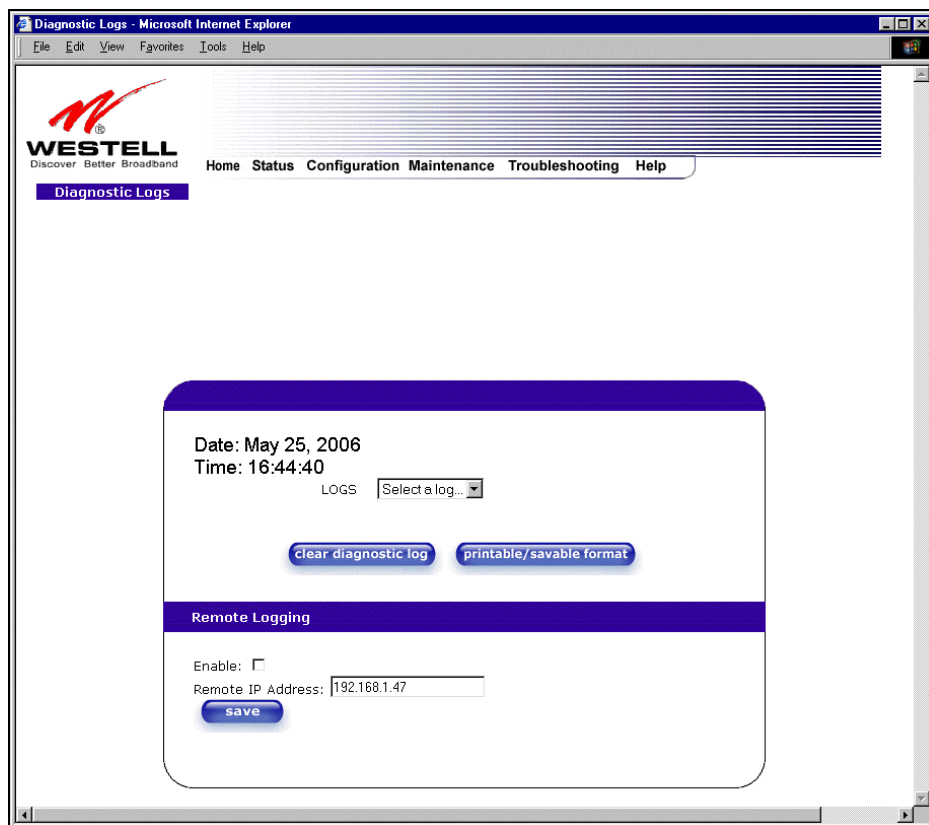 Diagnostic Logs - Microsoft Internet Explorer
File Edit View Favorites Tools Help
®
WESTELL
Discover Better Broadband
Home Status Configuration Maintenance Troubleshooting Help
Diagnostic Logs
Date: May 25, 2006
Time: 16:44:40
LOGS Select a log...
clear diagnostic log printable/savable format
Remote Logging
Enable:
Remote IP Address: 192.168.1.47
save